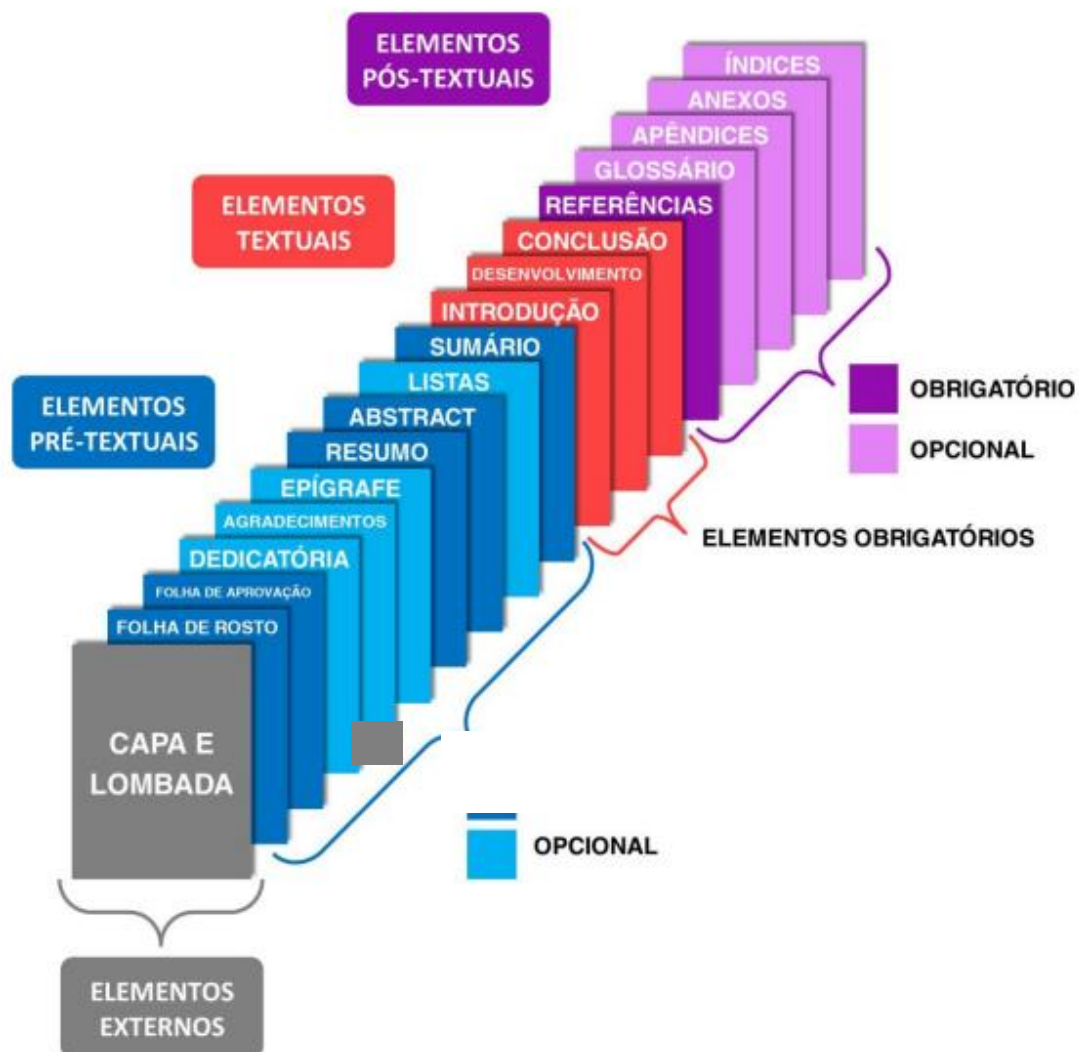 ELEMENTOS
PÓS-TEXTUAIS
ÍNDICES
ANEXOS
APÊNDICES
GLOSSÁRIO
REFERÊNCIAS
ELEMENTOS
TEXTUAIS
CONCLUSÃO
DESENVOLVIMENTO
INTRODUÇÃO
SUMÁRIO
LISTAS
ABSTRACT
RESUMO
EPÍGRAFE
AGRADECIMENTOS
DEDICATÓRIA
FOLHA DE APROVAÇÃO
FOLHA DE ROSTO
ELEMENTOS
PRÉ-TEXTUAIS
OBRIGATÓRIO
OPCIONAL
ELEMENTOS OBRIGATÓRIOS
CAPA E
LOMBADA
OPCIONAL
ELEMENTOS
EXTERNOS